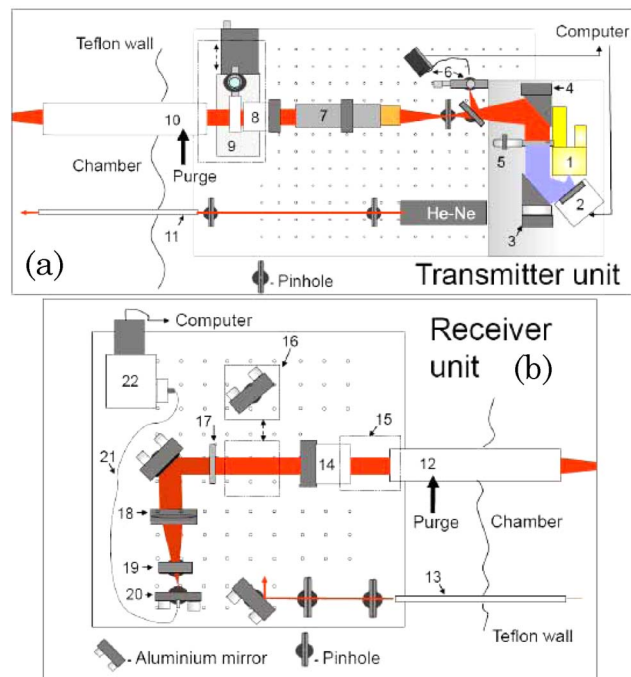 Teflon wall
Computer
6
4
10
9
8
7
5
1
Purge
Chamber
2
He-Ne
3
11
(a)
- Pinhole
Transmitter
unit
Computer
Receiver
unit
(b)
16
22
17
15
21
14
12
18
Purge
Chamber
19
13
20
Teflon wall
- Aluminium mirror
- Pinhole